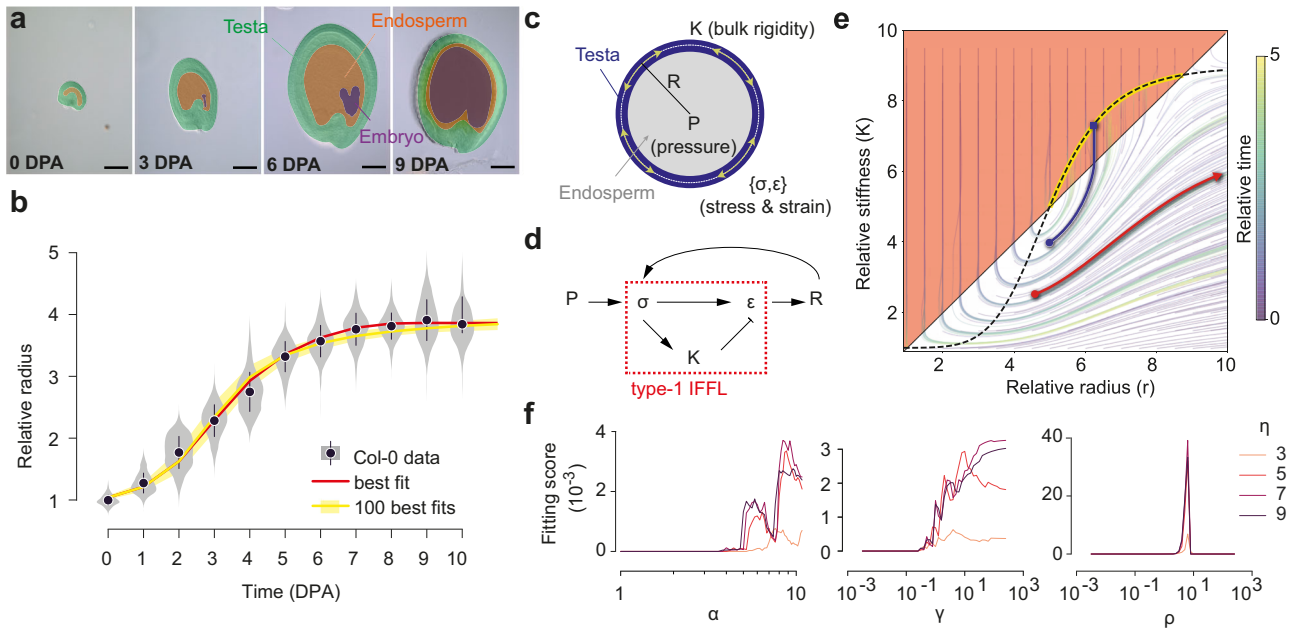 a
Testa
Endosperm
Embryo
0 DPA
3 DPA
6 DPA
9 DPA
b
Relative radius
5
4
3
2
1
Col-0 data
best fit
100 best fits
0 1 2 3 4 5 6 7 8 9 10
Time (DPA)
c
K (bulk rigidity)
Testa
R
P
(pressure)
Endosperm
{σ,ε}
(stress & strain)
d
P
σ
ε
R
K
type-1 IFFL
e
Relative stiffness (K)
10
8
6
4
2
2 4 6 8 10
Relative radius (r)
5
Relative time
0
f
Fitting score
(10⁻³)
4
2
0
1 10
α
3
2
1
0
10⁻³ 10⁻¹ 10¹ 10³
γ
40
20
0
10⁻³ 10⁻¹ 10¹ 10³
ρ
η
3
5
7
9